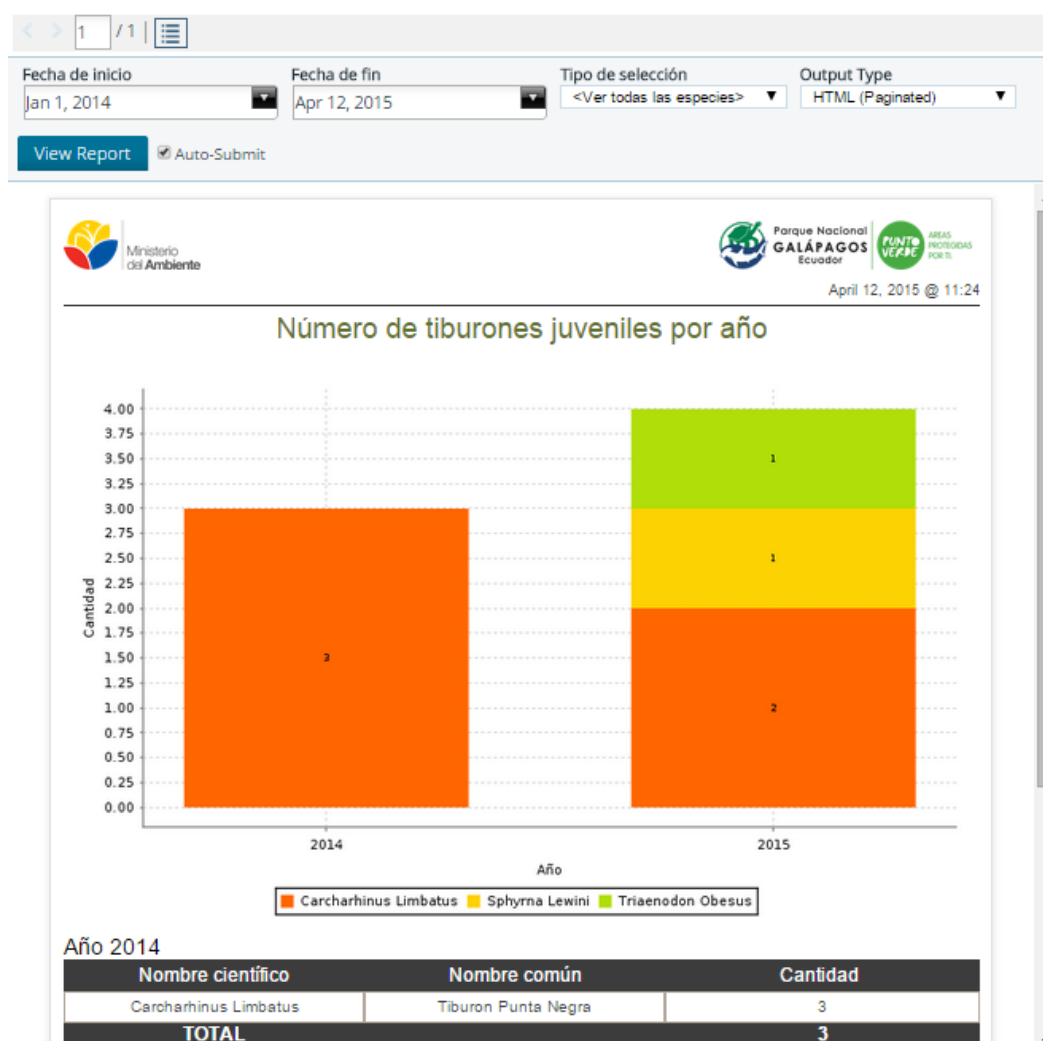 1 / 1
Fecha de inicio Fecha de fin Tipo de selección Output Type
Jan 1, 2014 Apr 12, 2015 <Ver todas las especies> HTML (Paginated)
View Report Auto-Submit
Ministerio
del Ambiente
Parque Nacional
GALÁPAGOS
Ecuador
PUNTO
VERDE
AREAS
PROTEGIDAS
POR TI.
April 12, 2015 @ 11:24
Número de tiburones juveniles por año
Cantidad
4.00
3.75
3.50
3.25
3.00
2.75
2.50
2.25
2.00
1.75
1.50
1.25
1.00
0.75
0.50
0.25
0.00
3
1
1
2
2014 2015
Año
Carcharhinus Limbatus Sphyrna Lewini Triaenodon Obesus
Año 2014
Nombre científico Nombre común Cantidad
Carcharhinus Limbatus Tiburon Punta Negra 3
TOTAL 3